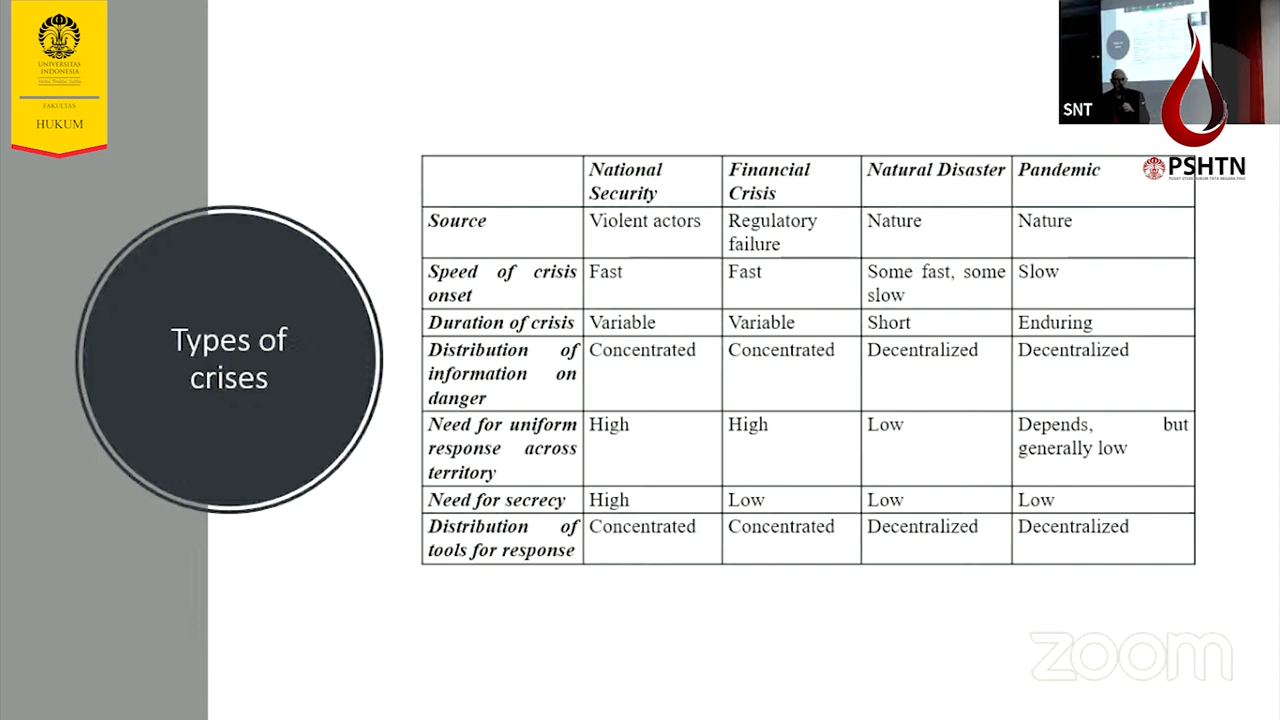 UNIVERSITAS
INDONESIA
FAKULTAS
HUKUM
SNT
PSHTN
Types of
crises
National Security
Financial Crisis
Natural Disaster
Pandemic
Source
Violent actors
Regulatory failure
Nature
Nature
Speed of crisis onset
Fast
Fast
Some fast, some slow
Slow
Duration of crisis
Variable
Variable
Short
Enduring
Distribution of information on danger
Concentrated
Concentrated
Decentralized
Decentralized
Need for uniform response across territory
High
High
Low
Depends, but generally low
Need for secrecy
High
Low
Low
Low
Distribution of tools for response
Concentrated
Concentrated
Decentralized
Decentralized
zoom